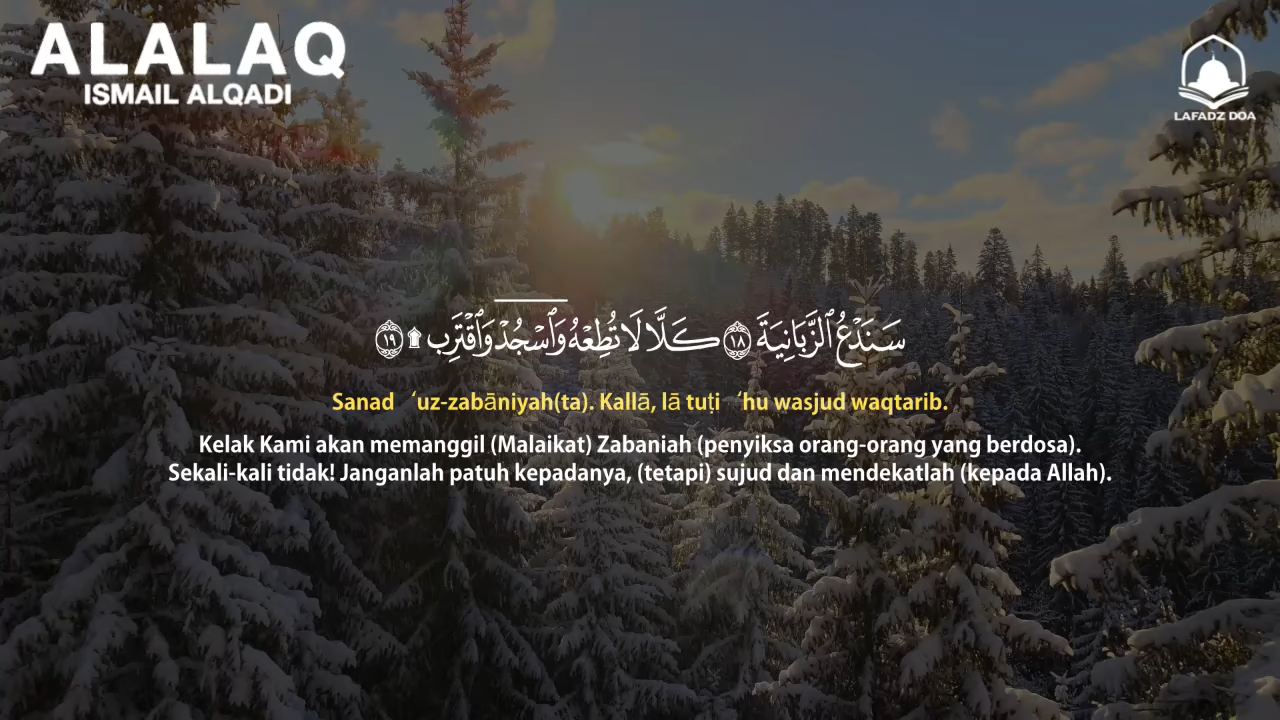 ALALAQ
ISMAIL ALQADI
LAFADZ DOA
سَنَدْعُ ٱلزَّبَانِيَةَ ١٨ كَلَّا لَا تُطِعْهُ وَٱسْجُدْ وَٱقْتَرِب ۩ ١٩
Sanad ‘uz-zabāniyah(ta). Kallā, lā tuṭi ‘hu wasjud waqtarib.
Kelak Kami akan memanggil (Malaikat) Zabaniah (penyiksa orang-orang yang berdosa).
Sekali-kali tidak! Janganlah patuh kepadanya, (tetapi) sujud dan mendekatlah (kepada Allah).